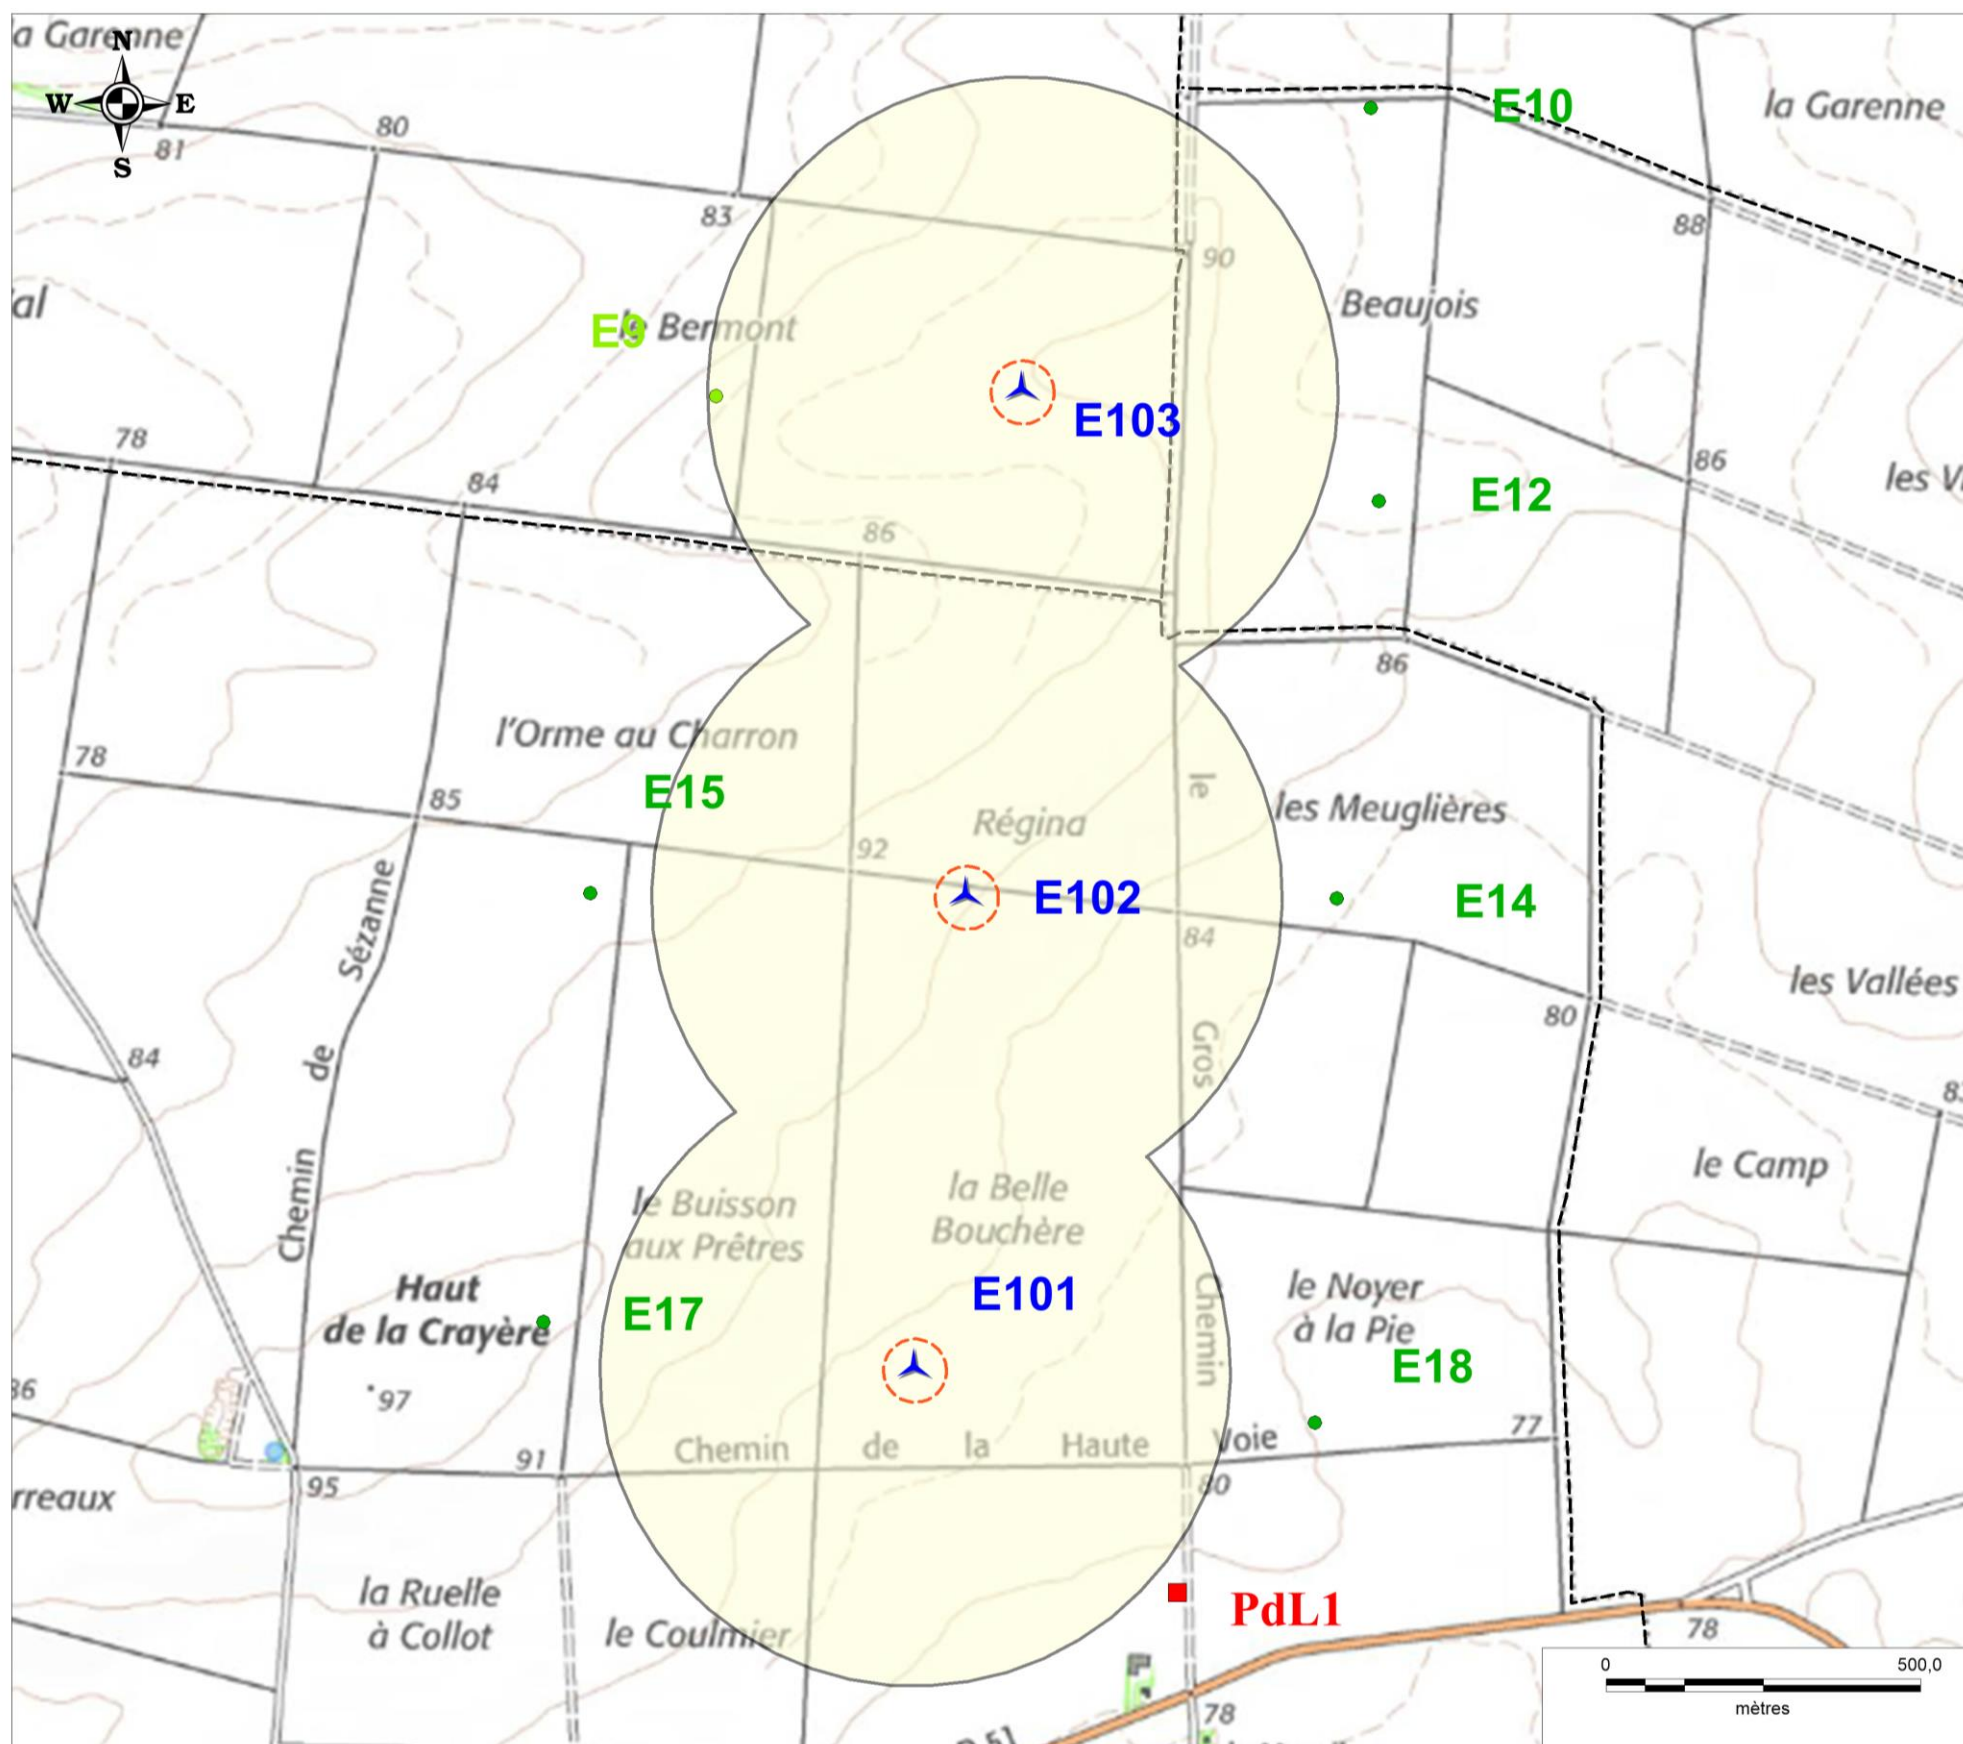 a Garenne
N
W E
S
81
80
83
90
E10
la Garenne
88
al
E9
le Bermont
Beaujois
E103
78
84
86
E12
86
les V
86
l'Orme au Charron
78
85
E15
92
Régina
le
les Meuglières
E102
84
E14
Sézanne
les Vallées
80
84
de
Gros
83
Chemin
le Buisson
aux Prêtres
la Belle
Bouchère
le Camp
Haut
de la Crayère
E17
E101
Chemin
le Noyer
à la Pie
E18
86
97
Chemin de la Haute Voie
77
91
95
80
rreaux
la Ruelle
à Collot
le Coulmier
PdL1
78
0 500,0
mètres
78
D 51